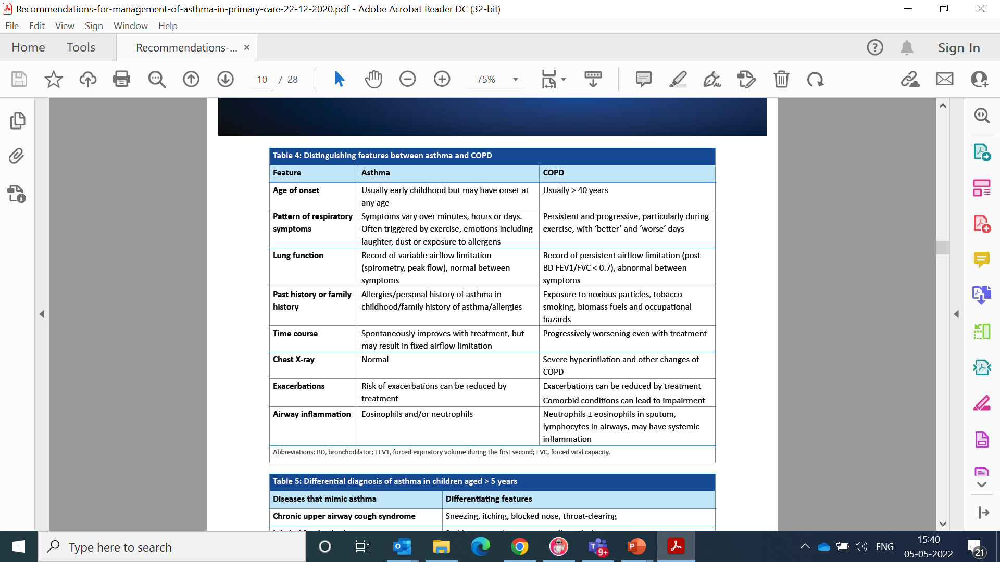 Recommendations-for-management-of-asthma-in-primary-care-22-12-2020.pdf - Adobe Acrobat Reader DC (32-bit)
File Edit View Sign Window Help
Home Tools Recommendations-... × Sign In
10 / 28 75%
Table 4: Distinguishing features between asthma and COPD
Feature Asthma COPD
Age of onset Usually early childhood but may have onset at Usually > 40 years
any age
Pattern of respiratory Symptoms vary over minutes, hours or days. Persistent and progressive, particularly during
symptoms Often triggered by exercise, emotions including exercise, with ‘better’ and ‘worse’ days
laughter, dust or exposure to allergens
Lung function Record of variable airflow limitation Record of persistent airflow limitation (post
(spirometry, peak flow), normal between BD FEV1/FVC < 0.7), abnormal between
symptoms symptoms
Past history or family Allergies/personal history of asthma in Exposure to noxious particles, tobacco
history childhood/family history of asthma/allergies smoking, biomass fuels and occupational
hazards
Time course Spontaneously improves with treatment, but Progressively worsening even with treatment
may result in fixed airflow limitation
Chest X-ray Normal Severe hyperinflation and other changes of
COPD
Exacerbations Risk of exacerbations can be reduced by Exacerbations can be reduced by treatment
treatment Comorbid conditions can lead to impairment
Airway inflammation Eosinophils and/or neutrophils Neutrophils ± eosinophils in sputum,
lymphocytes in airways, may have systemic
inflammation
Abbreviations: BD, bronchodilator; FEV1, forced expiratory volume during the first second; FVC, forced vital capacity.
Table 5: Differential diagnosis of asthma in children aged > 5 years
Diseases that mimic asthma Differentiating features
Chronic upper airway cough syndrome Sneezing, itching, blocked nose, throat-clearing
Type here to search
9+
ENG
15:40
05-05-2022
21